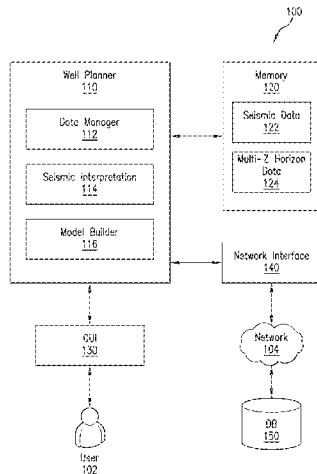 100
Well Planner
110
Data Manager
112
Seismic Interpretation
114
Model Builder
116
Memory
120
Seismic Data
122
Multi-Z Horizon
Data
124
Network Interface
140
GUI
130
Network
104
User
102
DB
150